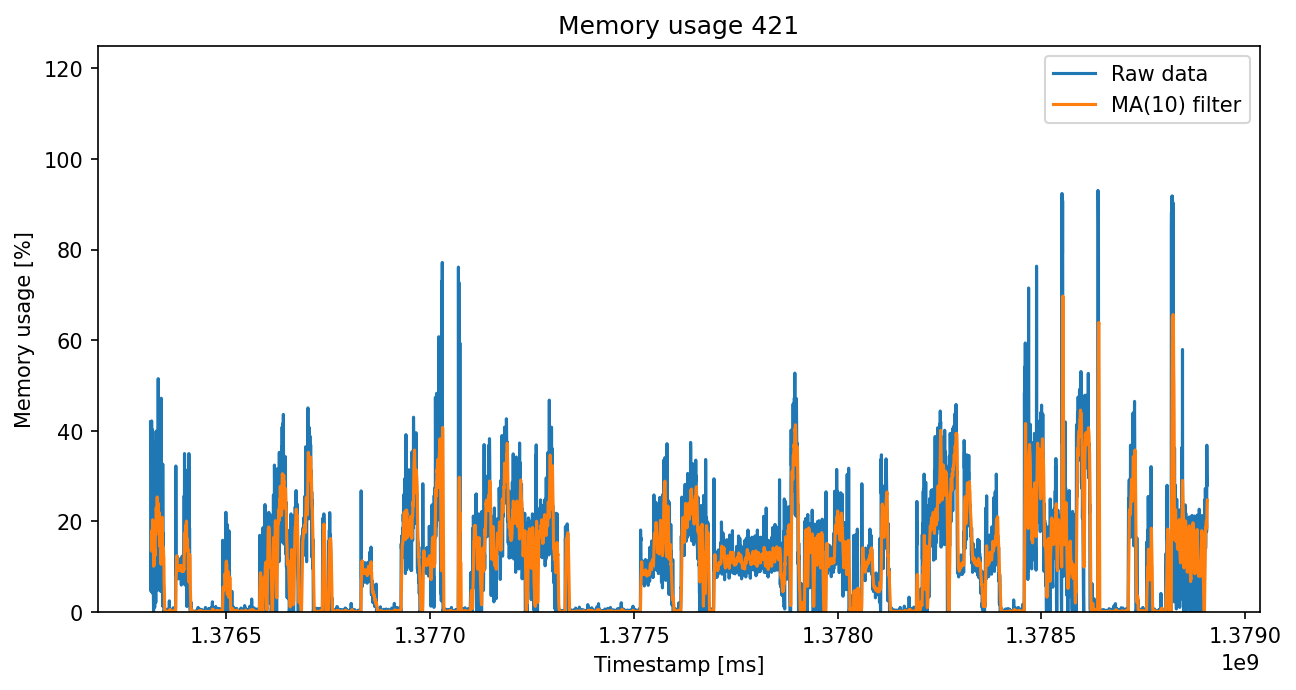 Memory usage 421
Raw data
MA(10) filter
Memory usage [%]
120
100
80
60
40
20
0
1.3765
1.3770
1.3775
1.3780
1.3785
1.3790
1e9
Timestamp [ms]